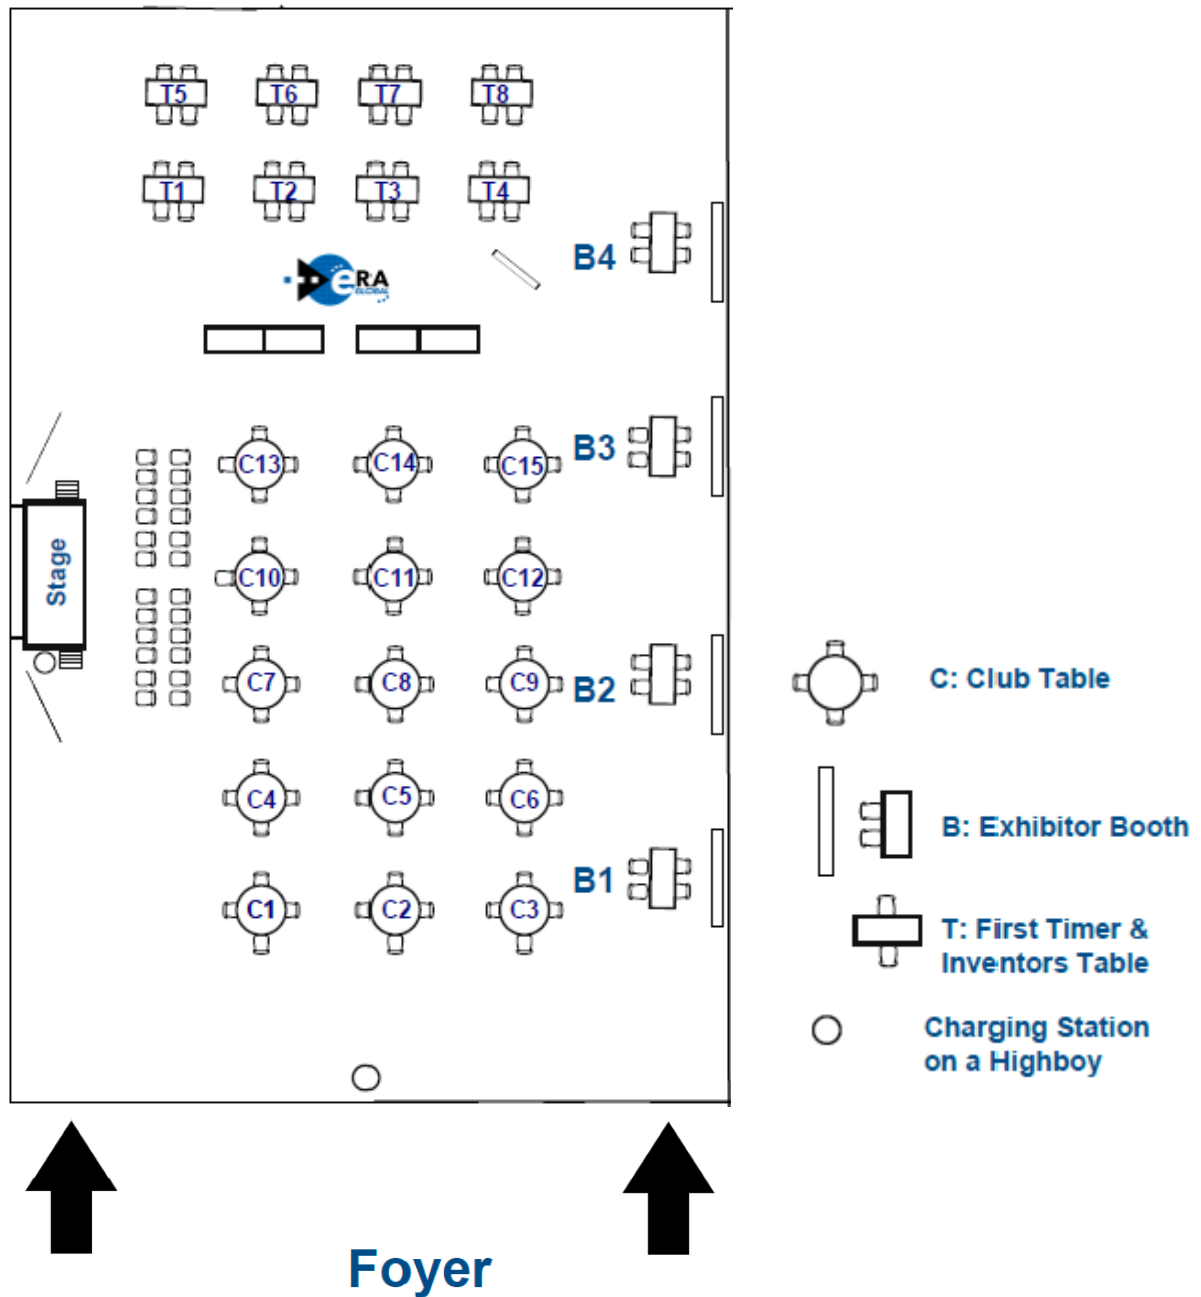 T5 T6 T7 T8
T1 T2 T3 T4
B4
eRA
GLOBAL
B3
C13 C14 C15
Stage
C10 C11 C12
C7 C8 C9
B2
C4 C5 C6
B1
C1 C2 C3
C: Club Table
B: Exhibitor Booth
T: First Timer &
Inventors Table
Charging Station
on a Highboy
Foyer